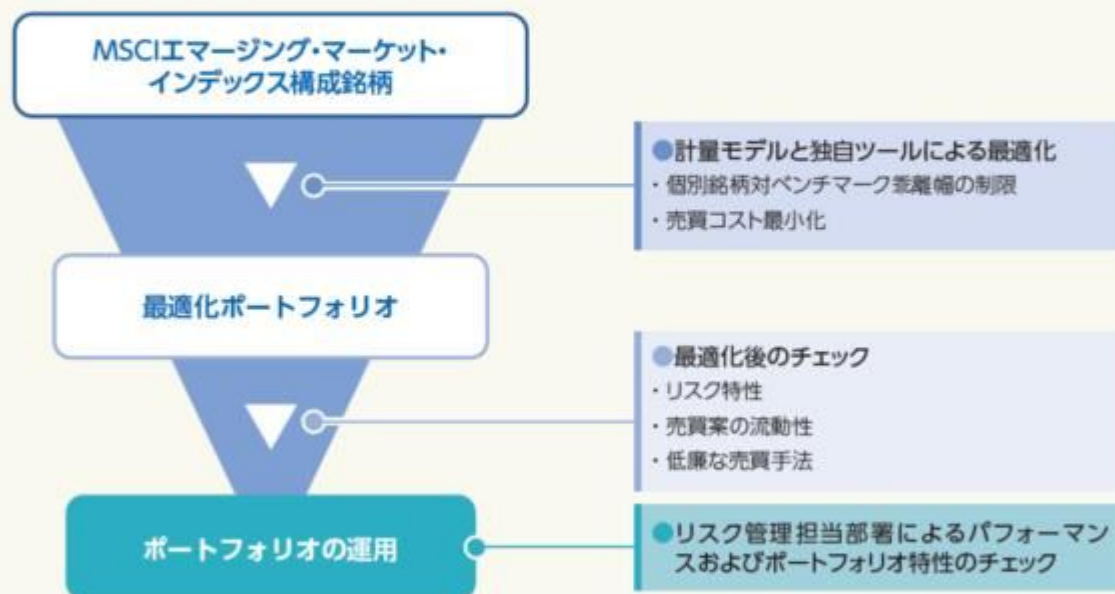 MSCIエマージング・マーケット・
インデックス構成銘柄
●計量モデルと独自ツールによる最適化
・個別銘柄対ベンチマーク乖離幅の制限
・売買コスト最小化
最適化ポートフォリオ
●最適化後のチェック
・リスク特性
・売買案の流動性
・低廉な売買手法
ポートフォリオの運用
●リスク管理担当部署によるパフォーマン
スおよびポートフォリオ特性のチェック